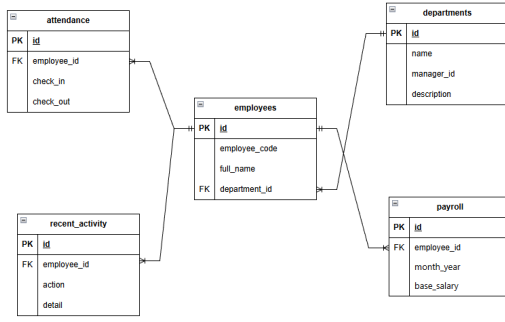 attendance
PK id
FK employee_id
check_in
check_out
departments
PK id
name
manager_id
description
employees
PK id
employee_code
full_name
FK department_id
recent_activity
PK id
FK employee_id
action
detail
payroll
PK id
FK employee_id
month_year
base_salary